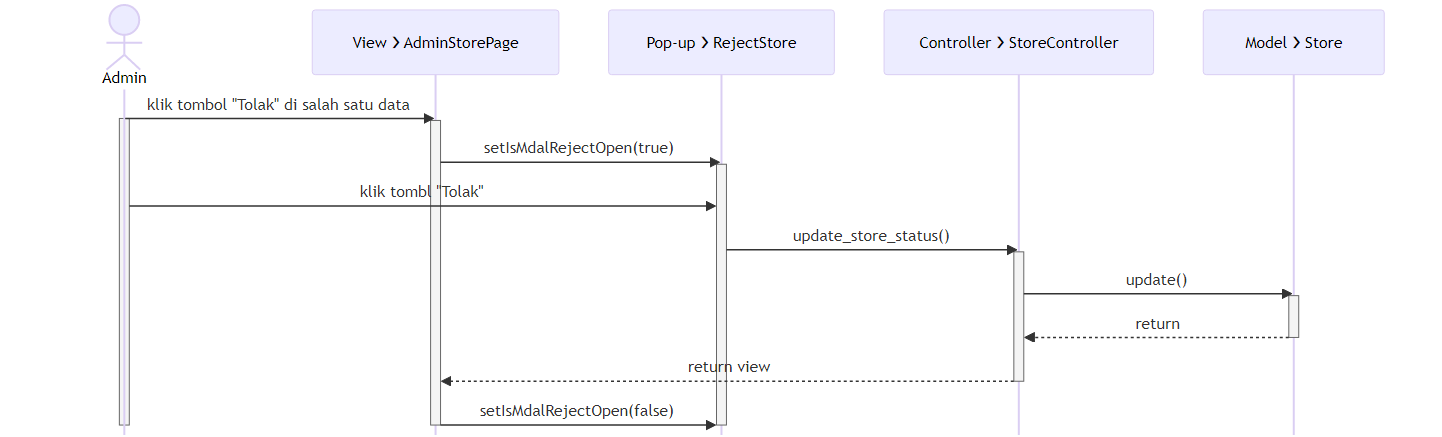 Admin
View > AdminStorePage
Pop-up > RejectStore
Controller > StoreController
Model > Store
klik tombol "Tolak" di salah satu data
setIsMdalRejectOpen(true)
klik tombl "Tolak"
update_store_status()
update()
return
return view
setIsMdalRejectOpen(false)